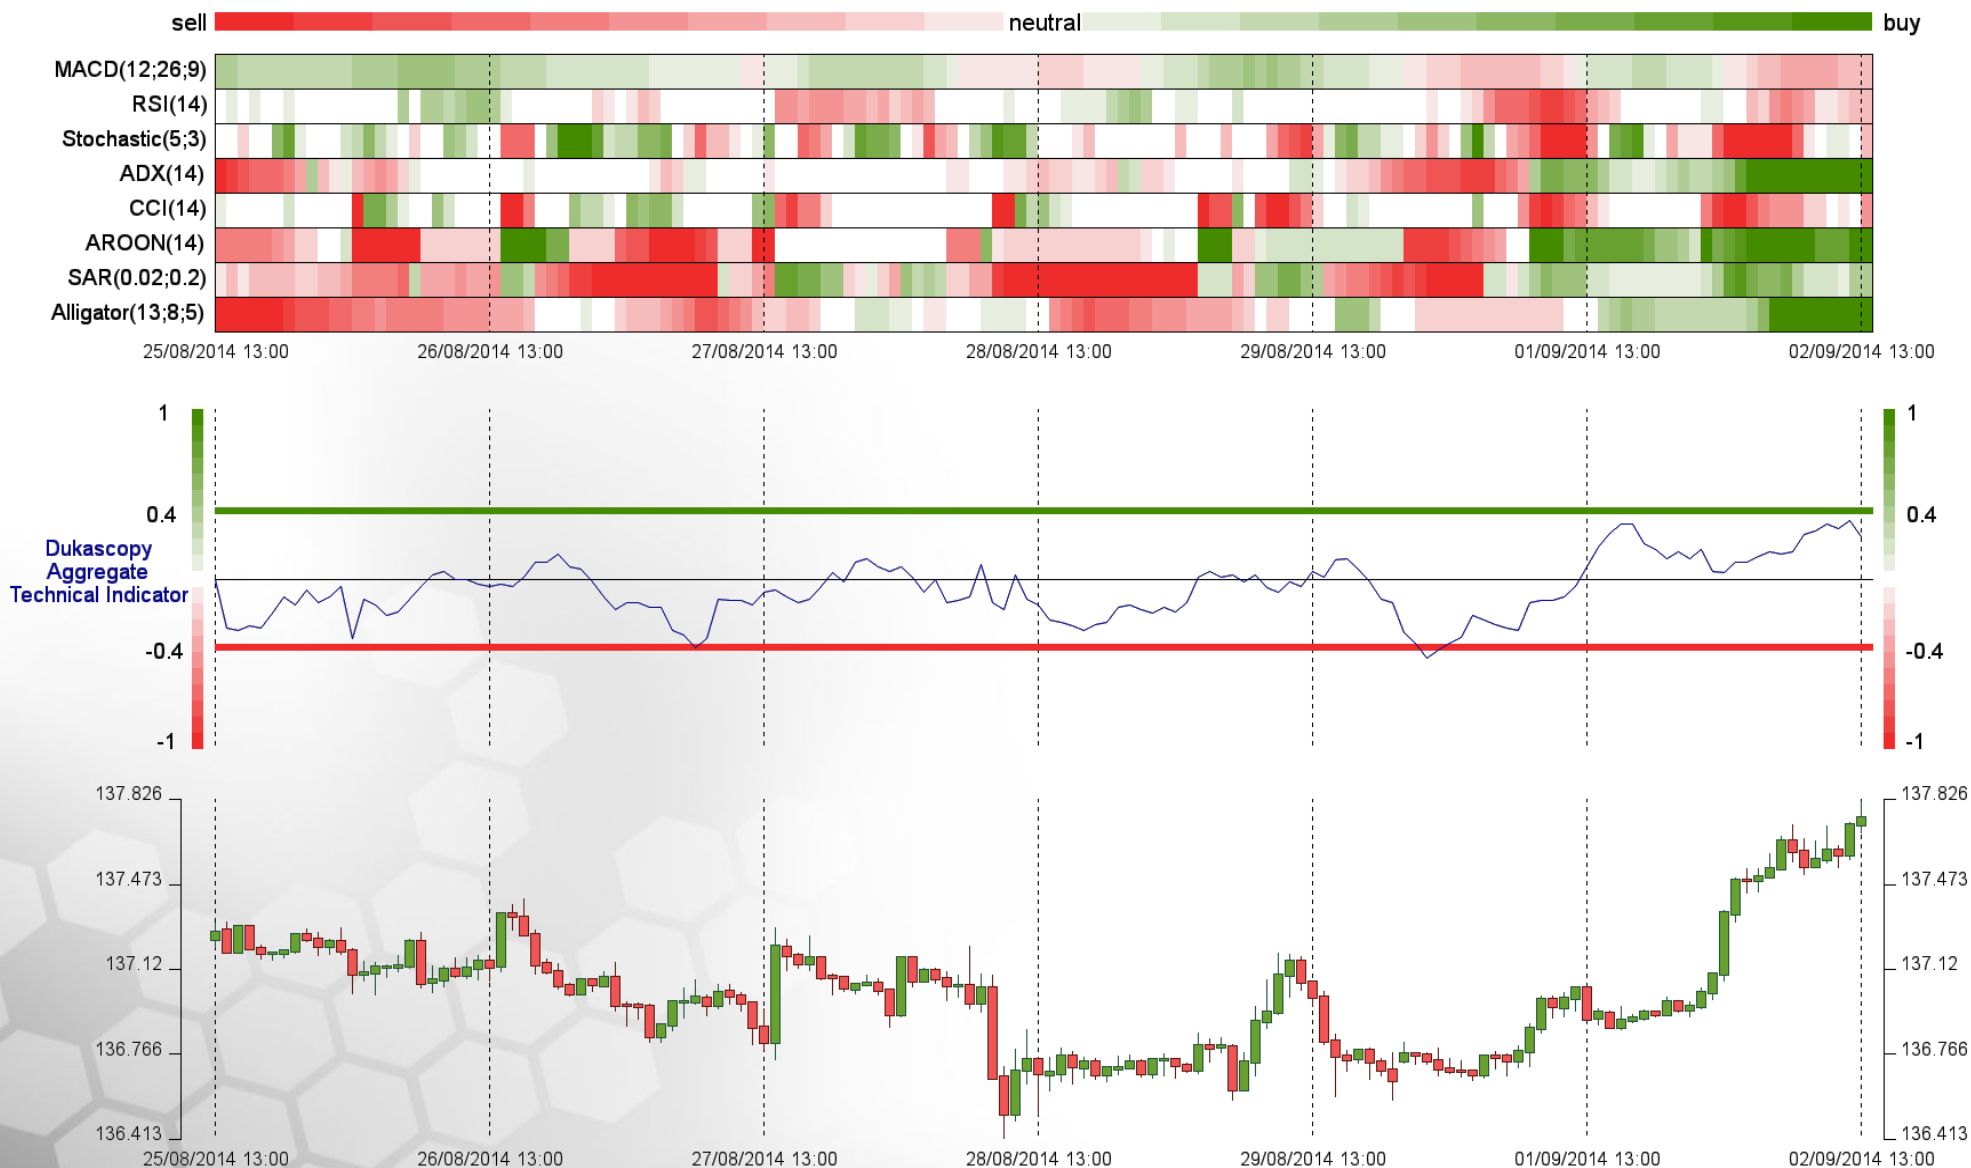 sell neutral buy
MACD(12;26;9)
RSI(14)
Stochastic(5;3)
ADX(14)
CCI(14)
AROON(14)
SAR(0.02;0.2)
Alligator(13;8;5)
25/08/2014 13:00 26/08/2014 13:00 27/08/2014 13:00 28/08/2014 13:00 29/08/2014 13:00 01/09/2014 13:00 02/09/2014 13:00
1 1
0.4 0.4
Dukascopy
Aggregate
Technical Indicator
-0.4 -0.4
-1 -1
137.826 137.826
137.473 137.473
137.12 137.12
136.766 136.766
136.413 136.413
25/08/2014 13:00 26/08/2014 13:00 27/08/2014 13:00 28/08/2014 13:00 29/08/2014 13:00 01/09/2014 13:00 02/09/2014 13:00